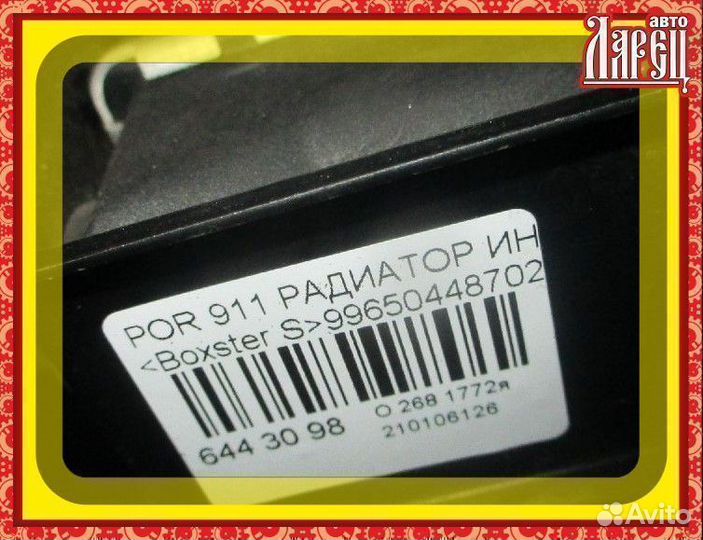 авто
Ларец
POR 911 РАДИАТОР ИН
<Boxster S>99650448702
644 30 98
О 268 1772я
210106126
Avito